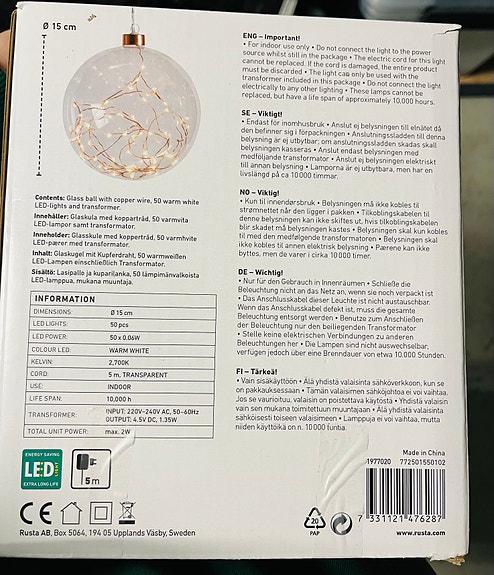 Ø 15 cm
Contents: Glass ball with copper wire, 50 warm white
LED-lights and transformer.
Innehåller: Glaskula med koppartråd, 50 varmvita
LED-lampor samt transformator.
Inneholder: Glasskule med kobbertråd, 50 varmhvite
LED-pærer med transformator.
Inhalt: Glaskugel mit Kupferdraht, 50 warmweißen
LED-Lampen einschließlich Transformator.
Sisältö: Lasipallo ja kuparilanka, 50 lämpimänvalkoista
LED-lamppua, mukana muuntaja.
INFORMATION
DIMENSIONS: Ø 15 cm
LED LIGHTS: 50 pcs
LED POWER: 50 x 0.06W
COLOUR LED: WARM WHITE
KELVIN: 2,700K
CORD: 5 m, TRANSPARENT
USE: INDOOR
LIFE SPAN: 10,000 h
TRANSFORMER: INPUT: 220V~240V AC, 50-60Hz
OUTPUT: 4.5V DC, 1.35W
TOTAL UNIT POWER: max. 2W
ENERGY SAVING
LED LIGHT
EXTRA LONG LIFE
5 m
CE
Rusta AB, Box 5064, 194 05 Upplands Väsby, Sweden
ENG – Important!
• For indoor use only • Do not connect the light to the power
source whilst still in the package • The electric cord for this light
cannot be replaced. If the cord is damaged, the entire product
must be discarded • The light can only be used with the
transformer included in this package • Do not connect the light
electrically to any other lighting • These lamps cannot be
replaced, but have a life span of approximately 10,000 hours.
SE – Viktigt!
• Endast för inomhusbruk • Anslut ej belysningen till elnätet då
den befinner sig i förpackningen • Anslutningssladden till denna
belysning är ej utbytbar; om anslutningssladden skadas skall
belysningen kasseras • Anslut endast belysningen med
medföljande transformator • Anslut ej belysningen elektriskt
till annan belysning • Lamporna är ej utbytbara, men har en
livslängd på ca 10000 timmar.
NO – Viktig!
• Kun til innendørsbruk • Belysningen må ikke kobles til
strømnettet når den ligger i pakken • Tilkoblingskabelen til
denne belysningen kan ikke skiftes ut, hvis tilkoblingskabelen
blir skadet må belysningen kastes • Belysningen skal kun kobles
til med den medfølgende transformatoren • Belysningen skal
ikke kobles til annen elektrisk belysning • Pærene kan ikke
byttes, men de varer i cirka 10000 timer.
DE – Wichtig!
• Nur für den Gebrauch in Innenräumen • Schließe die
Beleuchtung nicht an das Netz an, wenn sie noch verpackt ist
• Das Anschlusskabel dieser Leuchte ist nicht austauschbar.
Wenn das Anschlusskabel defekt ist, muss die gesamte
Beleuchtung entsorgt werden • Benutze zum Anschließen
der Beleuchtung nur den beiliegenden Transformator
• Stelle keine elektrischen Verbindungen zu anderen
Beleuchtungen her • Die Lampen sind nicht auswechselbar,
verfügen jedoch über eine Brenndauer von etwa 10.000 Stunden.
FI – Tärkeä!
• Vain sisäkäyttöön • Älä yhdistä valaisinta sähköverkkoon, kun se
on pakkauksessaan • Tämän valaisimen sähköjohtoa ei voi vaihtaa.
Jos se vaurioituu, valaisin on poistettava käytöstä • Yhdistä valaisin
vain sen mukana toimitettuun muuntajaan • Älä yhdistä valaisinta
sähköisesti toiseen valaisimeen • Lamppuja ei voi vaihtaa, mutta
niiden käyttöikä on n. 10000 tuntia.
Made in China
1977020 772501550102
20
PAP
7 331121 476287
www.rusta.com